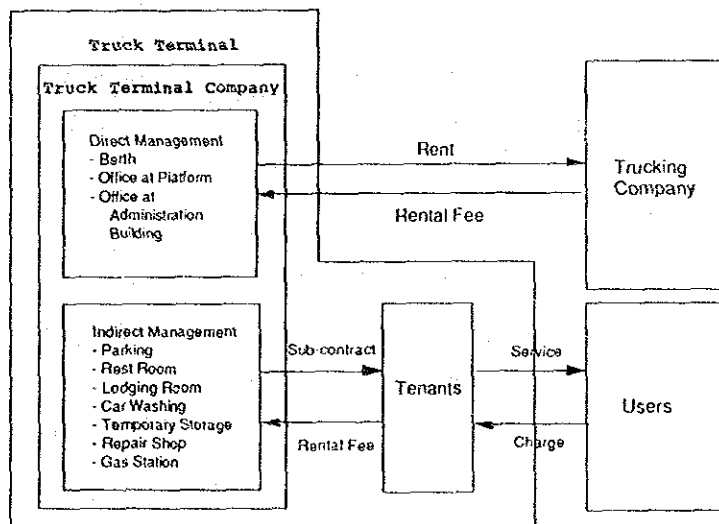 Truck Terminal
Truck Terminal Company
Direct Management
- Berth
- Office at Platform
- Office at
Administration
Building
Rent
Rental Fee
Trucking
Company
Indirect Management
- Parking
- Rest Room
- Lodging Room
- Car Washing
- Temporary Storage
- Repair Shop
- Gas Station
Sub-contract
Rental Fee
Tenants
Service
Charge
Users